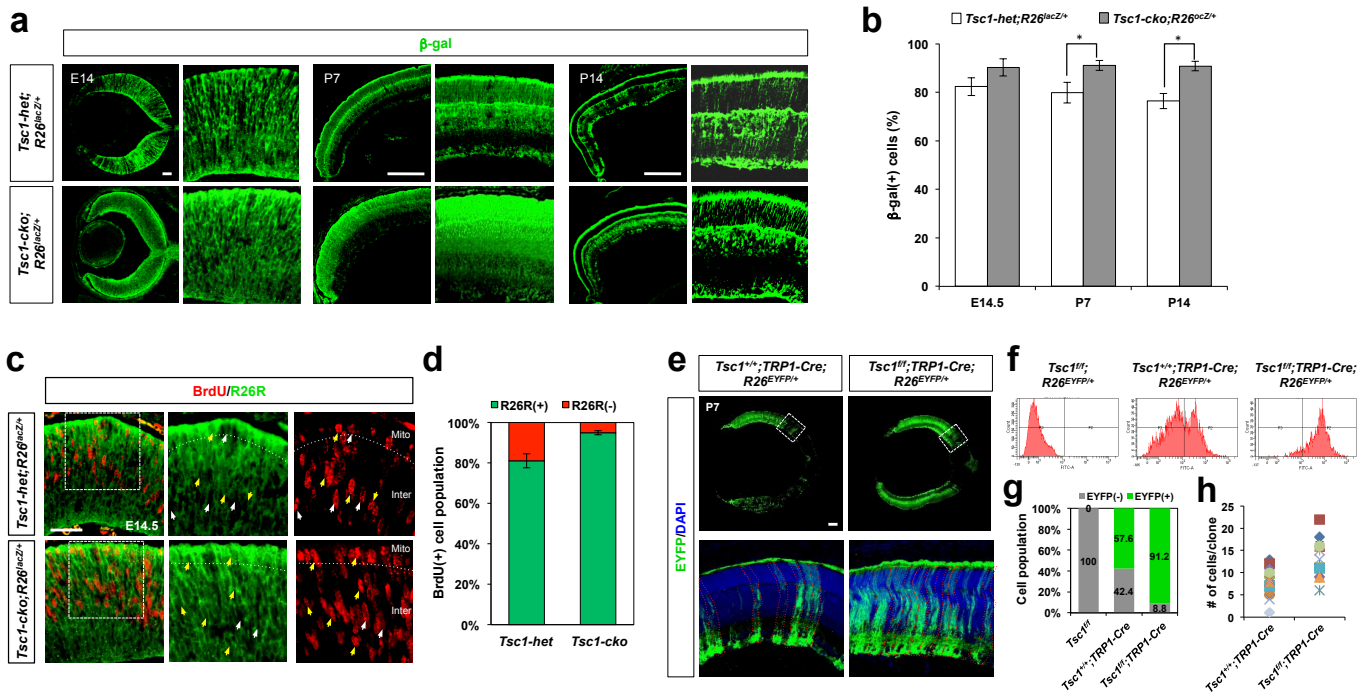 a
β-gal
Tsc1-het;
R26lacZ/+
E14
P7
P14
Tsc1-cko;
R26lacZ/+
b
Tsc1-het;R26lacZ/+
Tsc1-cko;R26ocZ/+
β-gal(+) cells (%)
100
80
60
40
20
0
*
*
E14.5
P7
P14
c
BrdU/R26R
Tsc1-het;R26lacZ/+
E14.5
Mito
Inter
Tsc1-cko;R26lacZ/+
Mito
Inter
d
R26R(+)
R26R(-)
BrdU(+) cell population
100%
80%
60%
40%
20%
0%
Tsc1-het
Tsc1-cko
e
Tsc1+/+;TRP1-Cre;
R26EYFP/+
Tsc1f/f;TRP1-Cre;
R26EYFP/+
EYFP/DAPI
P7
f
Tsc1f/f;
R26EYFP/+
Tsc1+/+;TRP1-Cre;
R26EYFP/+
Tsc1f/f;TRP1-Cre;
R26EYFP/+
Count
FITC-A
Count
FITC-A
Count
FITC-A
g
EYFP(-)
EYFP(+)
Cell population
100%
80%
60%
40%
20%
0%
0
100
57.6
42.4
91.2
8.8
Tsc1f/f
Tsc1+/+;TRP1-Cre
Tsc1f/f;TRP1-Cre
h
# of cells/clone
25
20
15
10
5
0
Tsc1+/+;TRP1-Cre
Tsc1f/f;TRP1-Cre